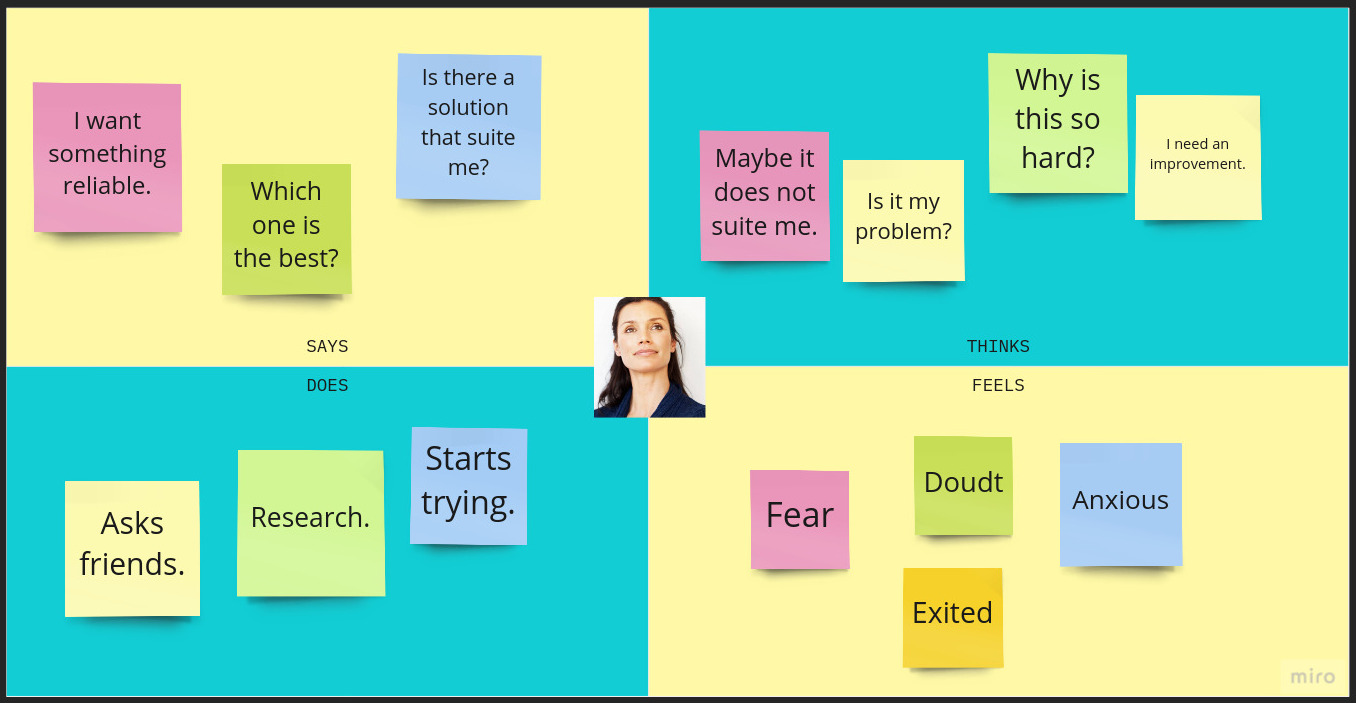 I want
something
reliable.
Which
one is
the best?
Is there a
solution
that suite
me?
SAYS
Maybe it
does not
suite me.
Is it my
problem?
Why is
this so
hard?
I need an
improvement.
THINKS
DOES
Asks
friends.
Research.
Starts
trying.
FEELS
Fear
Doudt
Anxious
Exited
miro